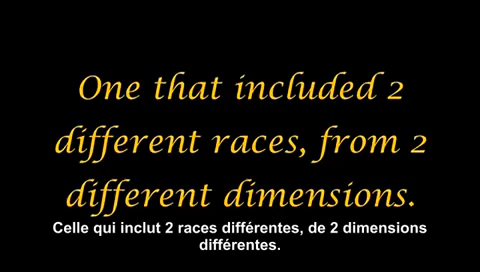 One that included 2
different races, from 2
different dimensions.
Celle qui inclut 2 races différentes, de 2 dimensions
différentes.